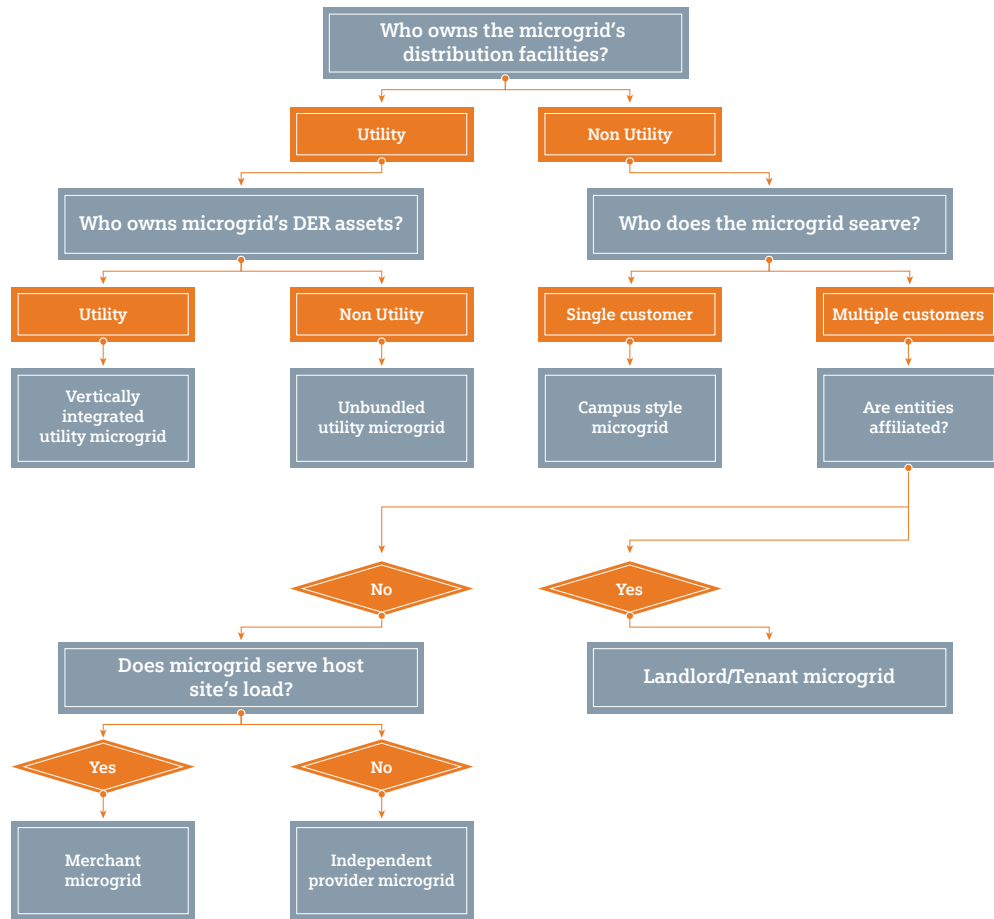 Who owns the microgrid's
distribution facilities?
Utility
Non Utility
Who owns microgrid's DER assets?
Who does the microgrid searve?
Utility
Non Utility
Single customer
Multiple customers
Vertically
integrated
utility microgrid
Unbundled
utility microgrid
Campus style
microgrid
Are entities
affiliated?
No
Yes
Does microgrid serve host
site's load?
Landlord/Tenant microgrid
Yes
No
Merchant
microgrid
Independent
provider microgrid